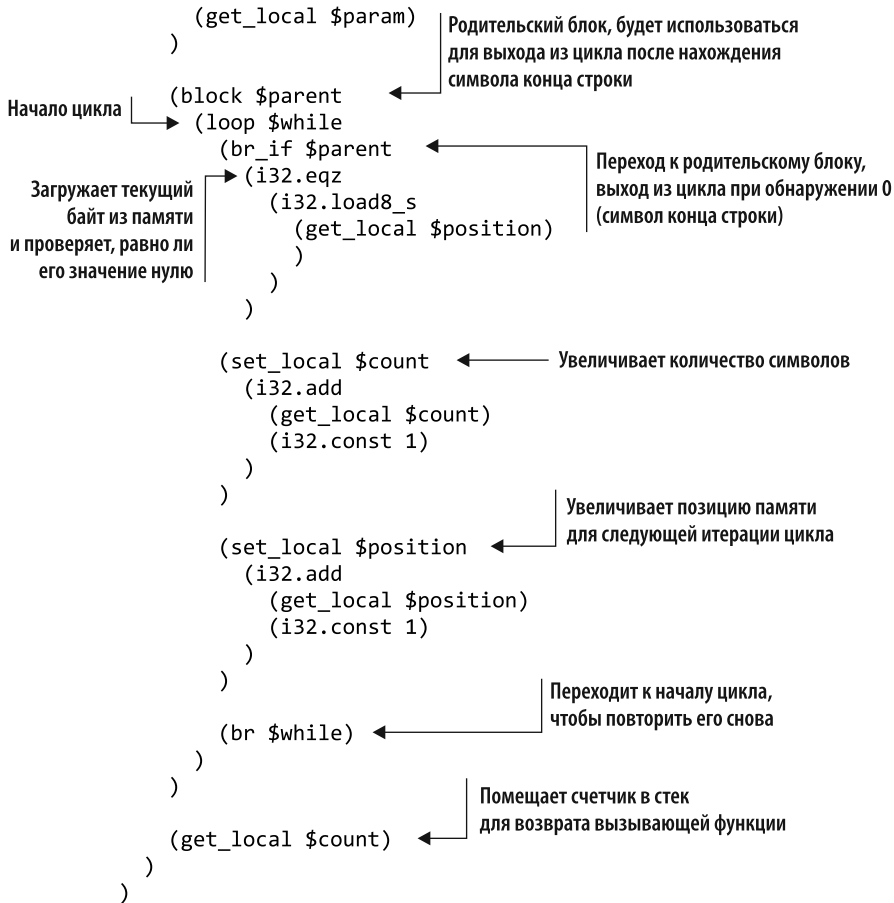 (get_local $param)
)
Родительский блок, будет использоваться
для выхода из цикла после нахождения
символа конца строки
(block $parent
Начало цикла
(loop $while
(br_if $parent
Переход к родительскому блоку,
выход из цикла при обнаружении 0
(символ конца строки)
Загружает текущий
байт из памяти
и проверяет, равно ли
его значение нулю
(i32.eqz
(i32.load8_s
(get_local $position)
)
)
)
(set_local $count
Увеличивает количество символов
(i32.add
(get_local $count)
(i32.const 1)
)
)
Увеличивает позицию памяти
для следующей итерации цикла
(set_local $position
(i32.add
(get_local $position)
(i32.const 1)
)
)
Переходит к началу цикла,
чтобы повторить его снова
(br $while)
)
)
Помещает счетчик в стек
для возврата вызывающей функции
(get_local $count)
)
)